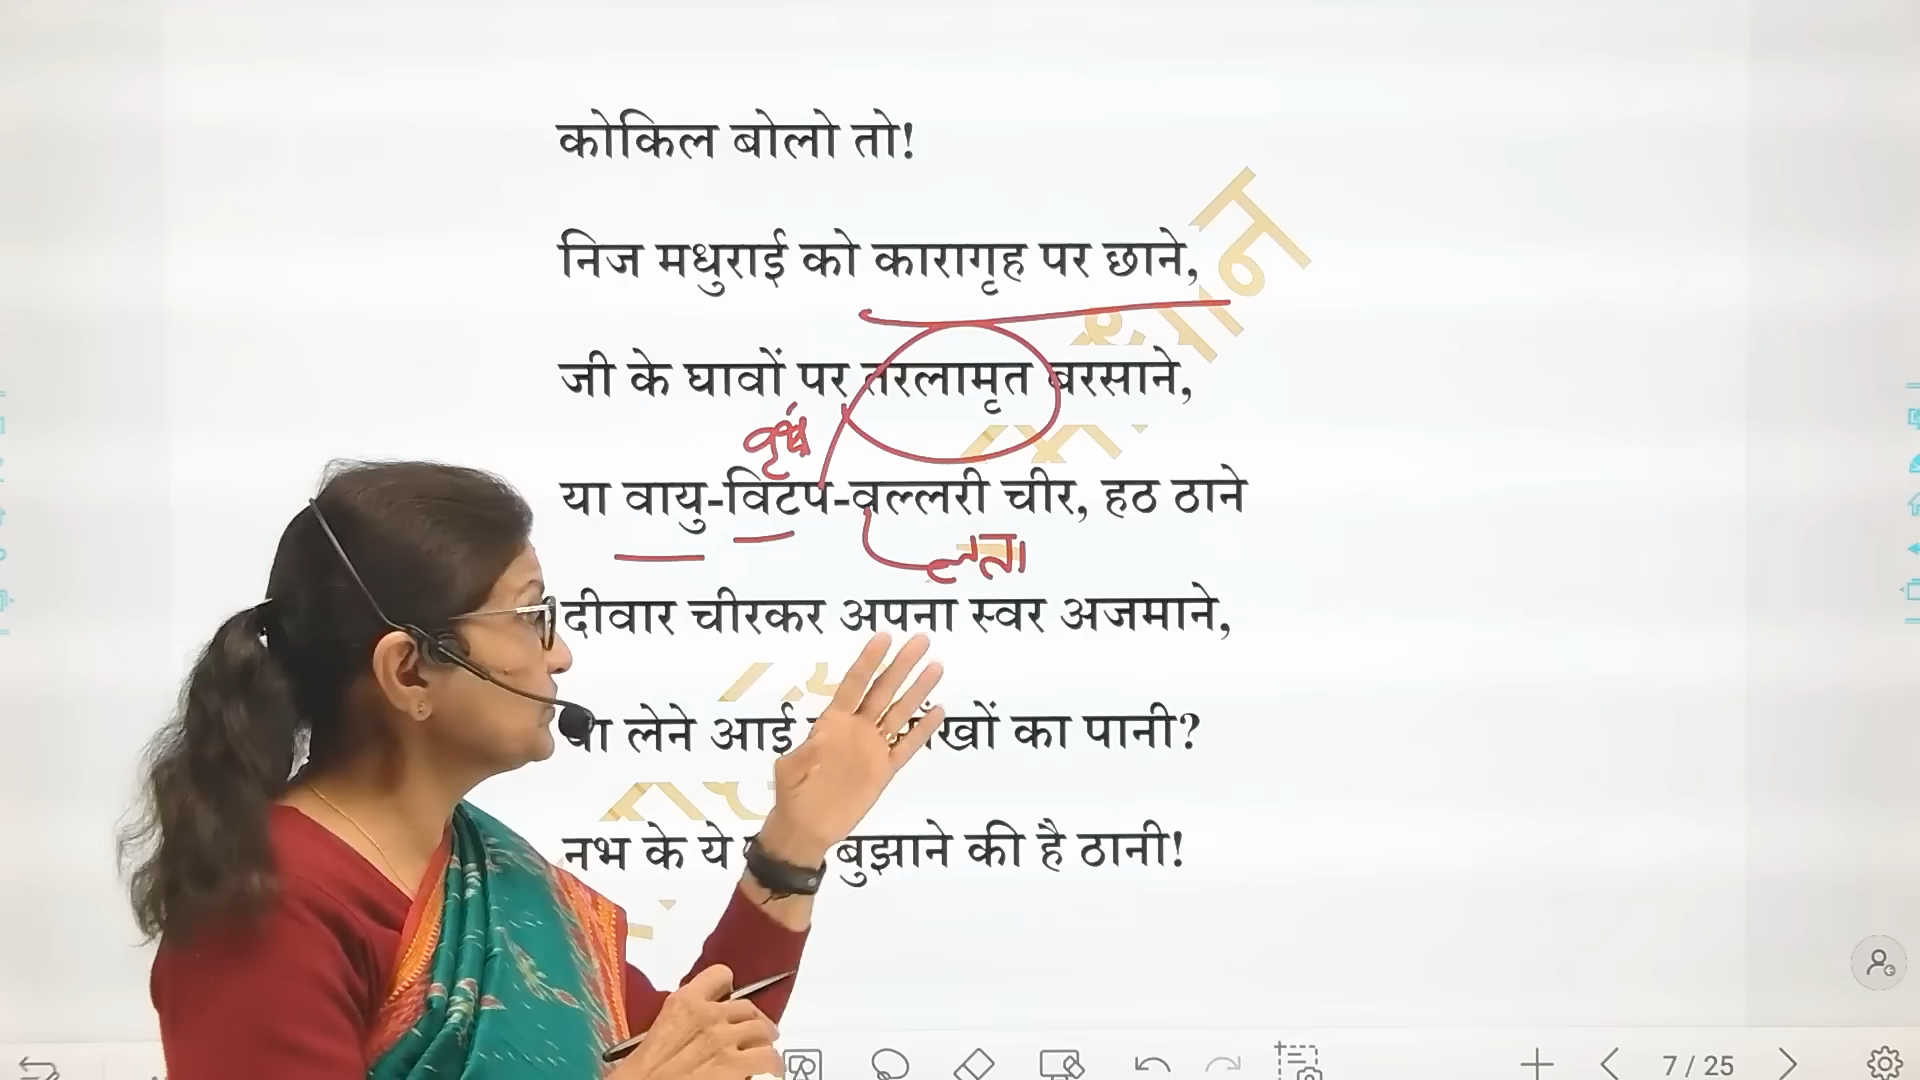 कोकिल बोलो तो!
निज मधुराई को कारागृह पर छाने,
जी के घावों पर तरलामृत बरसाने,
वृक्ष
या वायु-विटप-वल्लरी चीर, हठ ठाने
लता
दीवार चीरकर अपना स्वर अजमाने,
या लेने आई का पानी?
नभ के ये बुझाने की है ठानी!
7 / 25